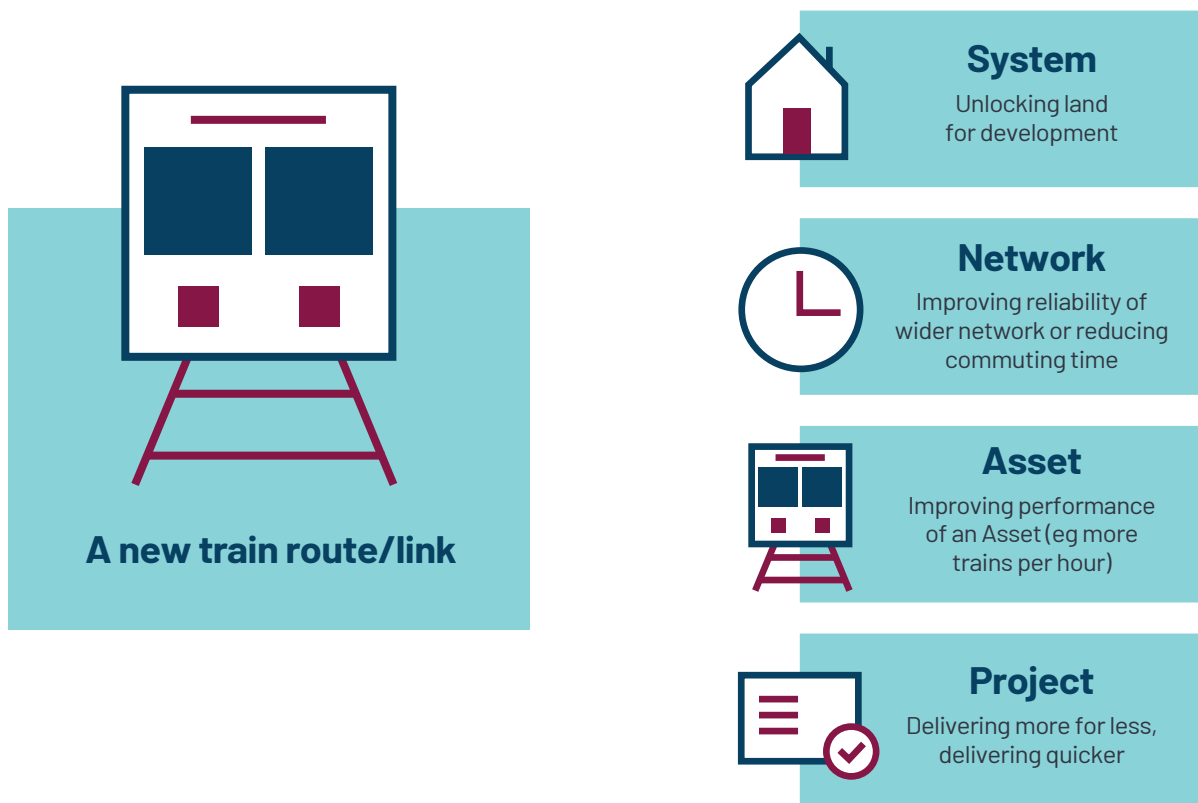 A new train route/link
System
Unlocking land
for development
Network
Improving reliability of
wider network or reducing
commuting time
Asset
Improving performance
of an Asset (eg more
trains per hour)
Project
Delivering more for less,
delivering quicker